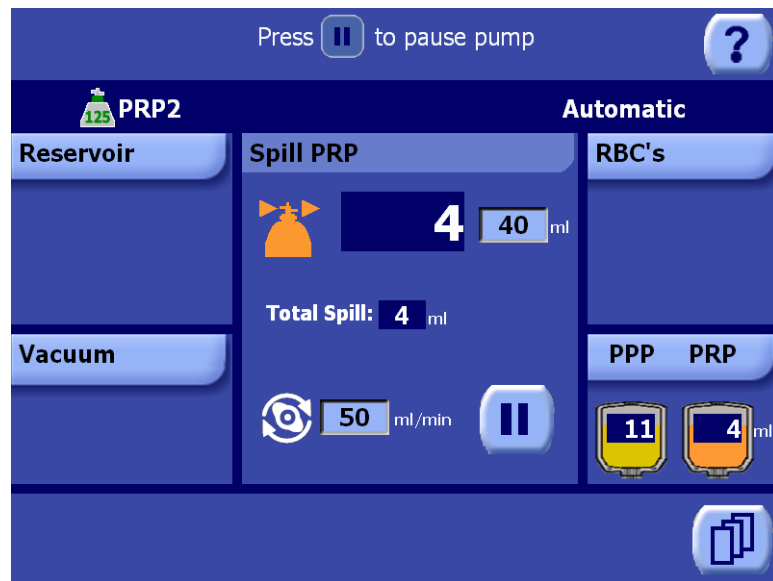 Press to pause pump
?
125 PRP2 Automatic
Reservoir
Spill PRP
RBC's
4 40 ml
Total Spill: 4 ml
Vacuum
PPP PRP
50 ml/min
11 4 ml